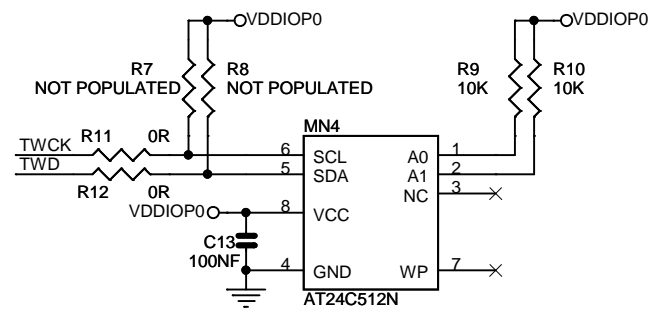 VDDIOP0
VDDIOP0
R7
NOT POPULATED
R8
NOT POPULATED
R9
10K
R10
10K
MN4
TWCK
R11
0R
TWD
R12
0R
6
SCL
5
SDA
8
VCC
4
GND
A0
1
A1
2
NC
3
WP
7
VDDIOP0
C13
100NF
AT24C512N